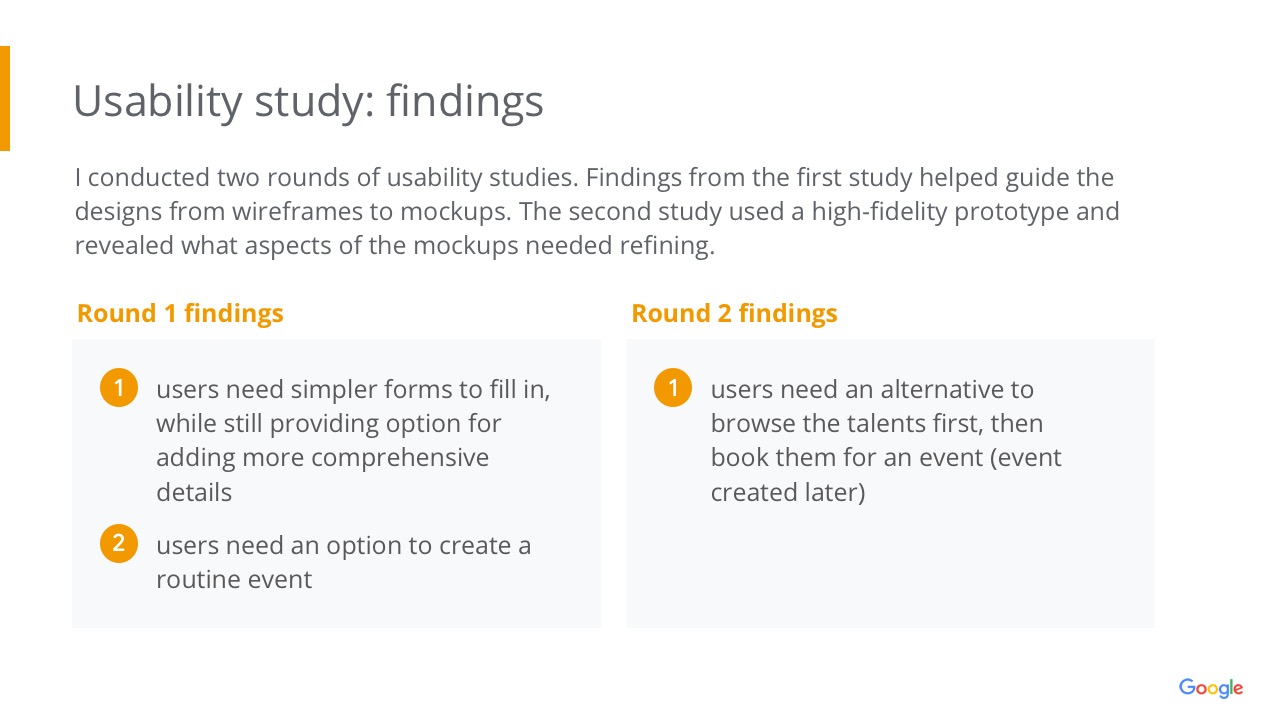 Usability study: findings
I conducted two rounds of usability studies. Findings from the first study helped guide the
designs from wireframes to mockups. The second study used a high-fidelity prototype and
revealed what aspects of the mockups needed refining.
Round 1 findings
1 users need simpler forms to fill in,
while still providing option for
adding more comprehensive
details
2 users need an option to create a
routine event
Round 2 findings
1 users need an alternative to
browse the talents first, then
book them for an event (event
created later)
Google